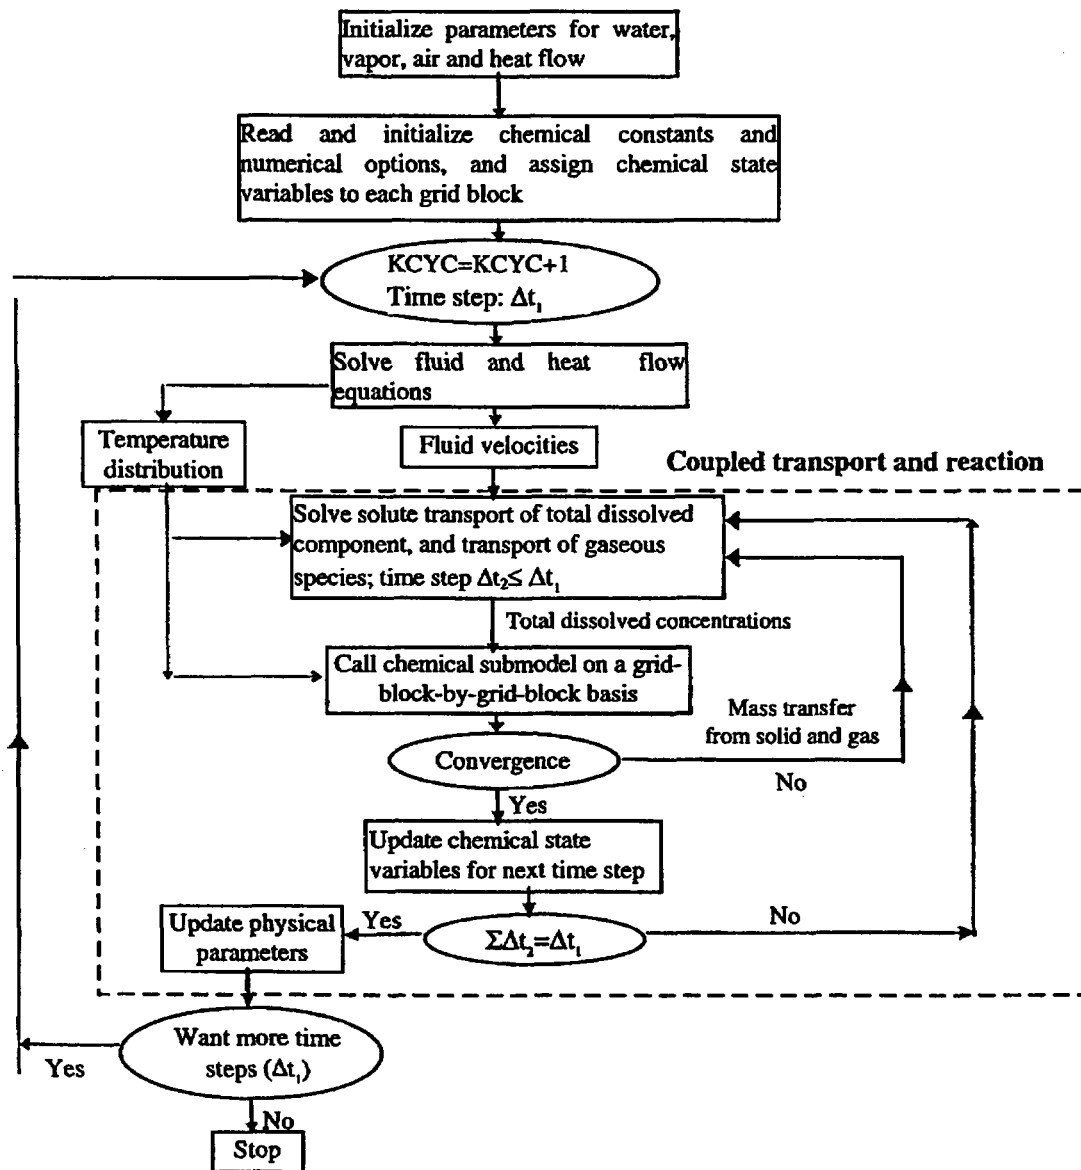 Initialize parameters for water,
vapor, air and heat flow
Read and initialize chemical constants and
numerical options, and assign chemical state
variables to each grid block
KCYC=KCYC+1
Time step: Δt₁
Solve fluid and heat flow
equations
Temperature
distribution
Fluid velocities
Coupled transport and reaction
Solve solute transport of total dissolved
component, and transport of gaseous
species; time step Δt₂≤ Δt₁
Total dissolved concentrations
Call chemical submodel on a grid-
block-by-grid-block basis
Mass transfer
from solid and gas
Convergence
No
Yes
Update chemical state
variables for next time step
Update physical
parameters
Yes
ΣΔt₂=Δt₁
No
Want more time
steps (Δt₁)
Yes
No
Stop